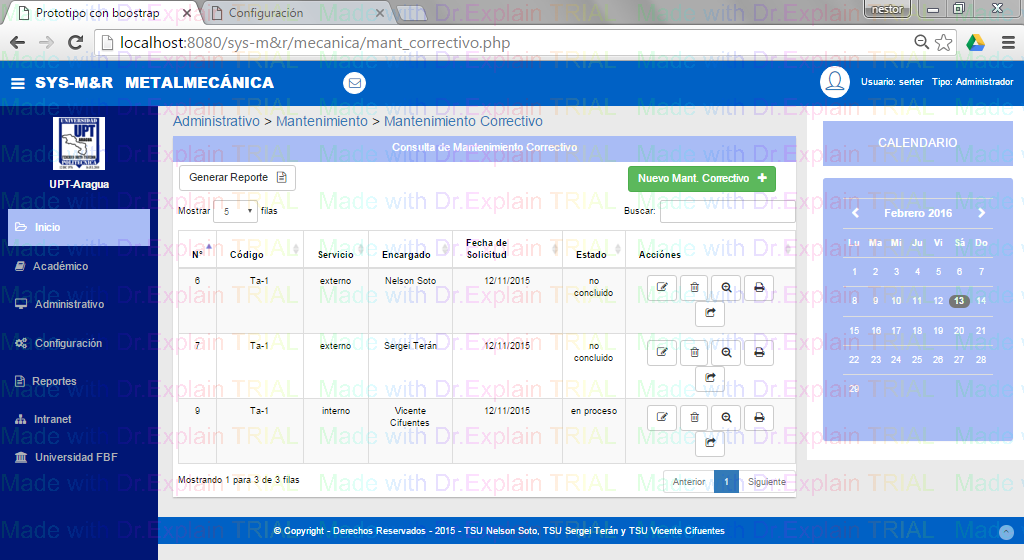 Prototipo con boostrap
Configuración
nestor
localhost:8080/sys-m&r/mecanica/mant_correctivo.php
SYS-M&R METALMECÁNICA
Usuario: serter Tipo: Administrador
UNIVERSIDAD
UPT
ARAGUA
POLITÉCNICA
UPT-Aragua
Inicio
Académico
Administrativo
Configuración
Reportes
Intranet
Universidad FBF
Administrativo > Mantenimiento > Mantenimiento Correctivo
Consulta de Mantenimiento Correctivo
Generar Reporte
Nuevo Mant. Correctivo
Mostrar 5 filas
Buscar:
N° Código Servicio Encargado Fecha de Solicitud Estado Acciónes
6 Ta-1 externo Nelson Soto 12/11/2015 no concluido
7 Ta-1 externo Sergei Terán 12/11/2015 no concluido
9 Ta-1 interno Vicente Cifuentes 12/11/2015 en proceso
Mostrando 1 para 3 de 3 filas
Anterior 1 Siguiente
CALENDARIO
Febrero 2016
Lu Ma Mi Ju Vi Sá Do
1 2 3 4 5 6 7
8 9 10 11 12 13 14
15 16 17 18 19 20 21
22 23 24 25 26 27 28
29
© Copyright - Derechos Reservados - 2015 - TSU Nelson Soto, TSU Sergei Terán y TSU Vicente Cifuentes
Made with Dr.Explain TRIAL